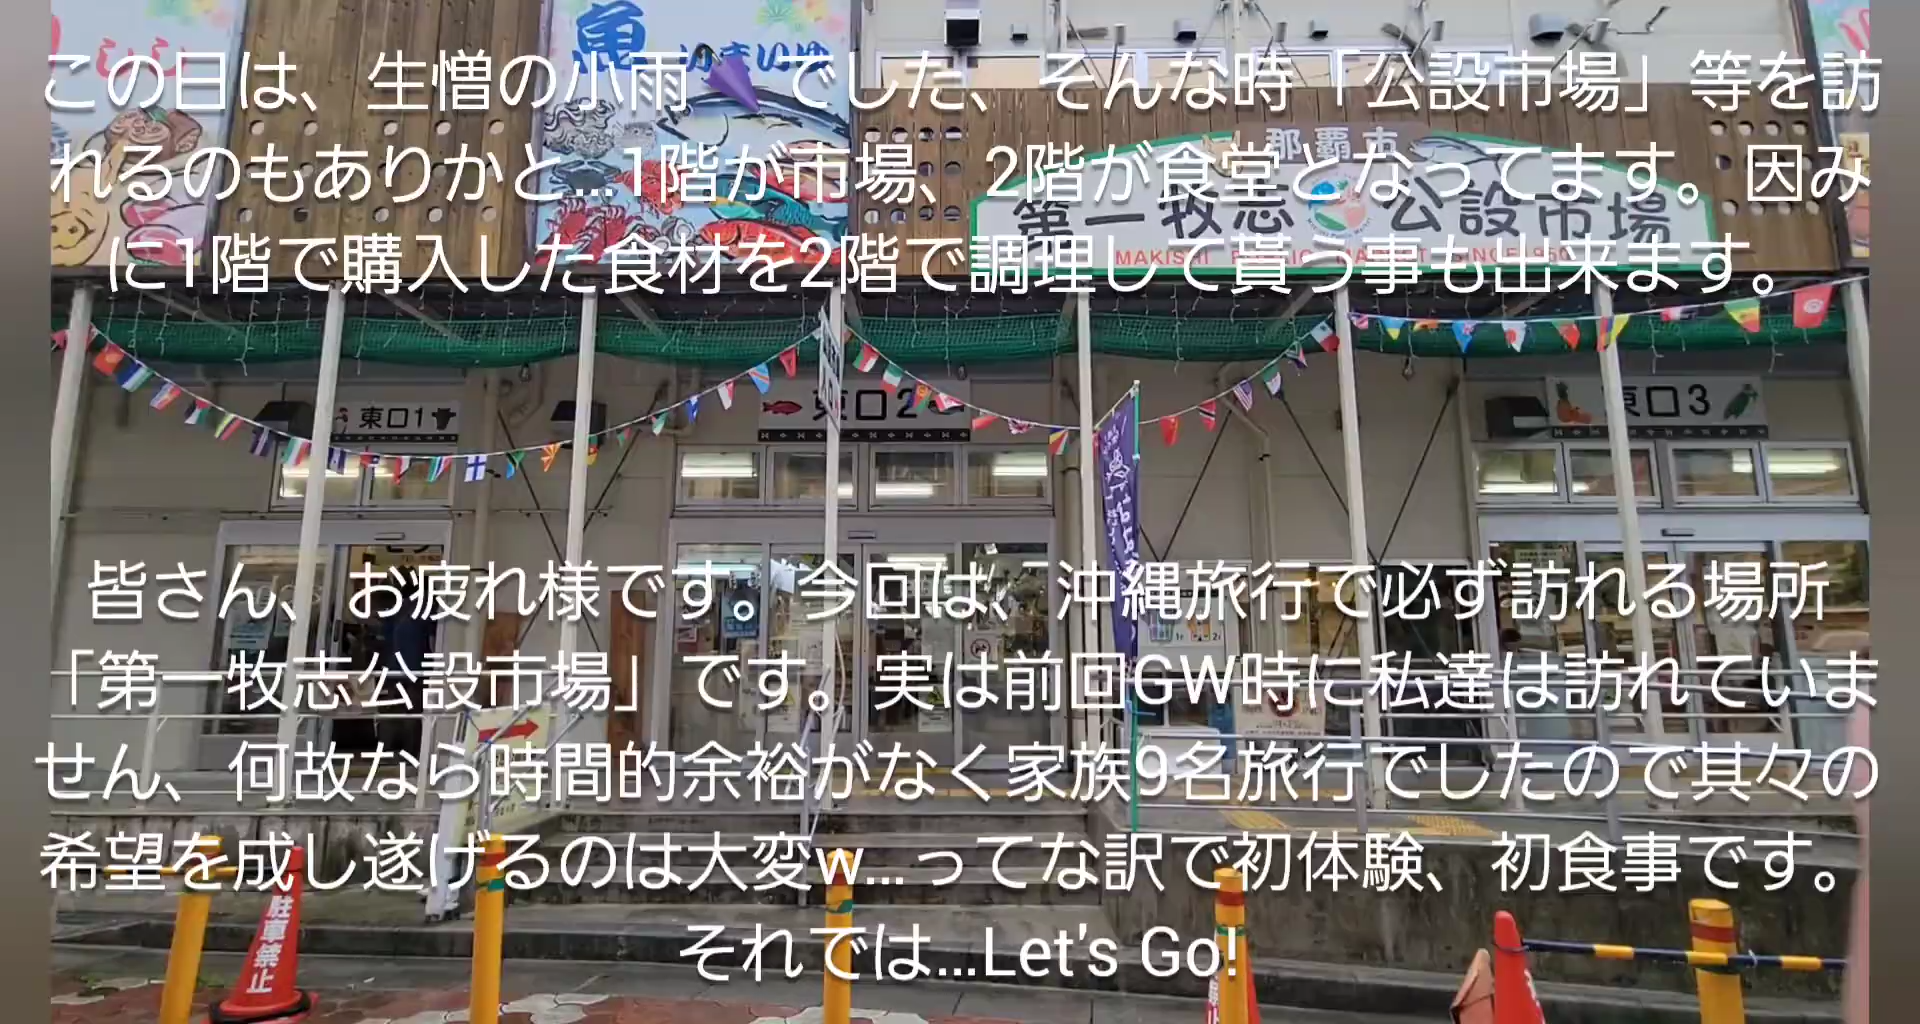 この日は、生憎の小雨🌂でした、そんな時「公設市場」等を訪
れるのもありかと…1階が市場、2階が食堂となってます。因み
に1階で購入した食材を2階で調理して貰う事も出来ます。
那覇市
第一牧志公設市場
MAKISHI PUBLIC MARKET SINCE 1950
東口1
東口2
東口3
皆さん、お疲れ様です。今回は、沖縄旅行で必ず訪れる場所
「第一牧志公設市場」です。実は前回GW時に私達は訪れていま
せん、何故なら時間的余裕がなく家族9名旅行でしたので其々の
希望を成し遂げるのは大変w…ってな訳で初体験、初食事です。
それでは…Let's Go!
駐車禁止